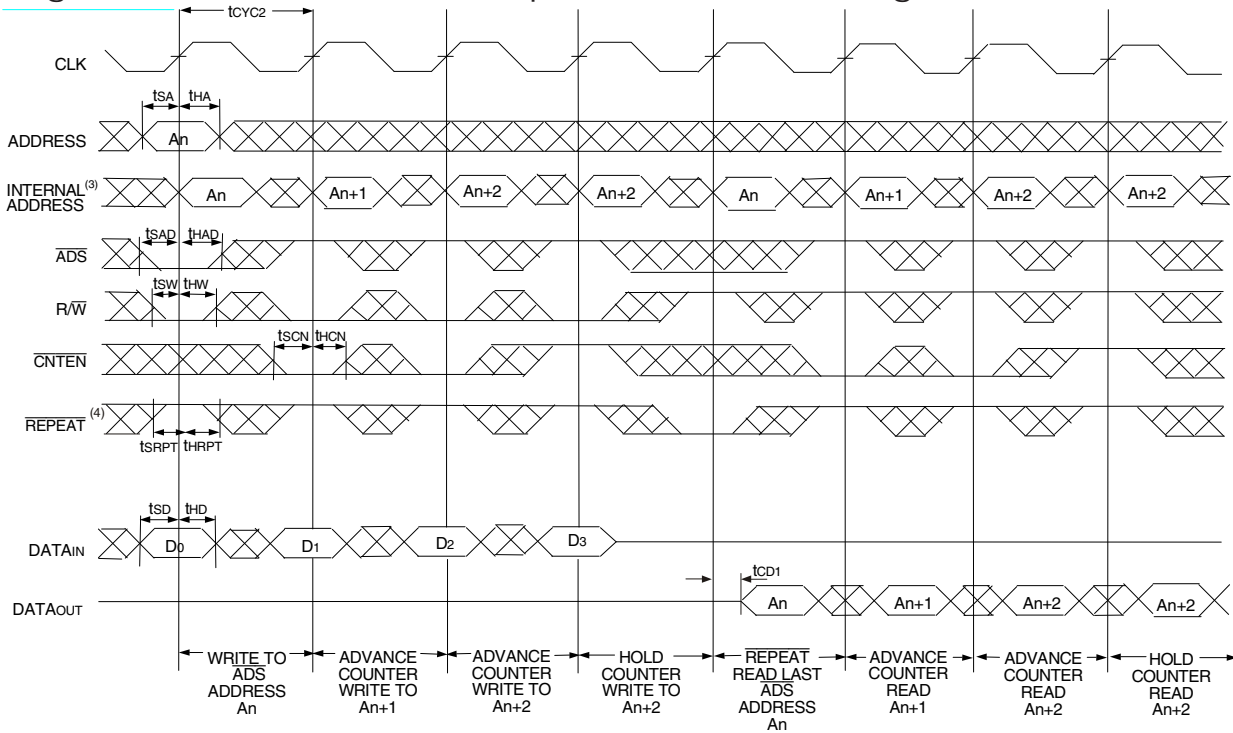 tCYC2
CLK
tSA tHA
ADDRESS An
INTERNAL(3) ADDRESS An An+1 An+2 An+2 An An+1 An+2 An+2
tSAD tHAD
ADS
tSW tHW
R/W
tSCN tHCN
CNTEN
REPEAT (4)
tSRPT tHRPT
tSD tHD
DATAIN D0 D1 D2 D3
tCD1
DATAOUT An An+1 An+2 An+2
WRITE TO
ADS
ADDRESS
An
ADVANCE
COUNTER
WRITE TO
An+1
ADVANCE
COUNTER
WRITE TO
An+2
HOLD
COUNTER
WRITE TO
An+2
REPEAT
READ LAST
ADS
ADDRESS
An
ADVANCE
COUNTER
READ
An+1
ADVANCE
COUNTER
READ
An+2
HOLD
COUNTER
READ
An+2